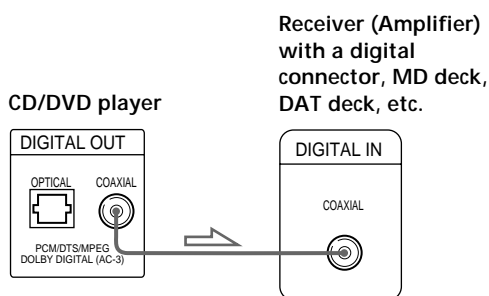 Receiver (Amplifier)
with a digital
connector, MD deck,
DAT deck, etc.
CD/DVD player
DIGITAL OUT
OPTICAL COAXIAL
PCM/DTS/MPEG
DOLBY DIGITAL (AC-3)
DIGITAL IN
COAXIAL